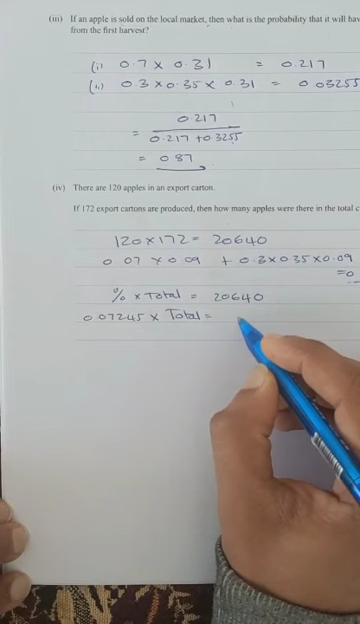 (iii) If an apple is sold on the local market, then what is the probability that it will hav
from the first harvest?
(i) 0.7 × 0.31 = 0.217
(ii) 0.3 × 0.35 × 0.31 = 0.03255
0.217
= 0.217 + 0.3255
= 0.87
(iv) There are 120 apples in an export carton.
If 172 export cartons are produced, then how many apples were there in the total c
120 × 172 = 20640
0.07 × 0.09 + 0.3 × 0.35 × 0.09
= 0
% × Total = 20640
0.07245 × Total =